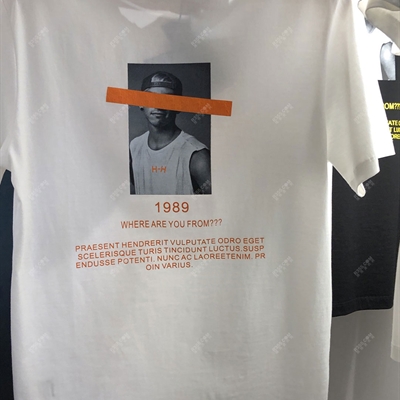 H·H
1989
WHERE ARE YOU FROM???
PRAESENT HENDRERIT VULPUTATE ODRO EGET
SCELERISQUE TURIS TINCIDUNT LUCTUS.SUSP
ENDUSSE POTENTI. NUNC AC LAOREETENIM. PR
OIN VARIUS.
OM???